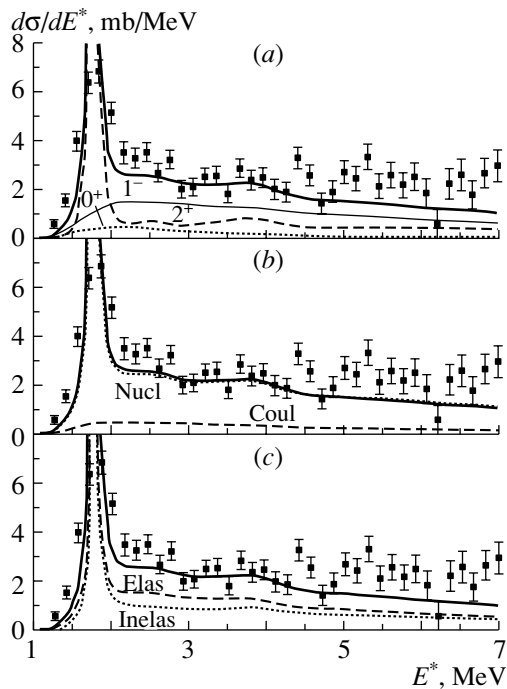 dσ/dE*, mb/MeV
8
(a)
6
4
0⁺ 1⁻
2
2⁺
0
(b)
6
4
2
Nucl
Coul
0
(c)
6
4
2
Elas
Inelas
0
1 3 5 7
E*, MeV